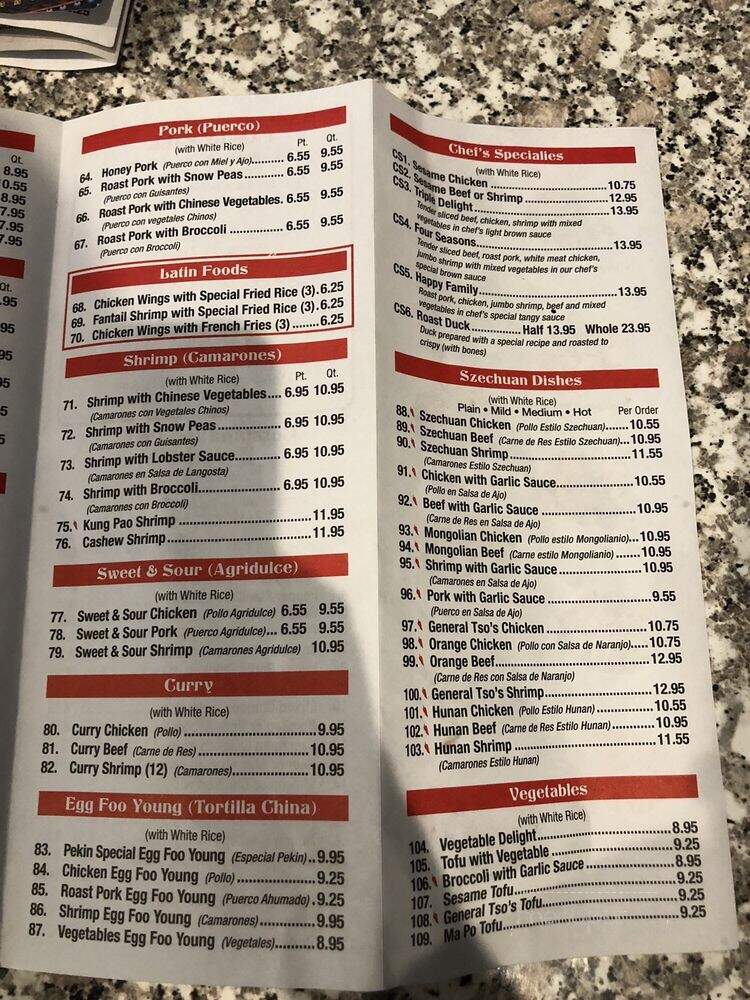 Qt.
8.95
0.55
8.95
7.95
7.95
7.95
Qt.
.95
95
95
95
5
Pork (Puerco)
(with White Rice) Pt. Qt.
64. Honey Pork (Puerco con Miel y Ajo).......... 6.55 9.55
65. Roast Pork with Snow Peas ............ 6.55 9.55
(Puerco con Guisantes)
66. Roast Pork with Chinese Vegetables. 6.55 9.55
(Puerco con vegetales Chinos)
67. Roast Pork with Broccoli ............... 6.55 9.55
(Puerco con Broccoli)
Latin Foods
68. Chicken Wings with Special Fried Rice (3). 6.25
69. Fantail Shrimp with Special Fried Rice (3). 6.25
70. Chicken Wings with French Fries (3) ........ 6.25
Shrimp (Camarones)
(with White Rice) Pt. Qt.
71. Shrimp with Chinese Vegetables.... 6.95 10.95
(Camarones con Vegetales Chinos)
72. Shrimp with Snow Peas.................. 6.95 10.95
(Camarones con Guisantes)
73. Shrimp with Lobster Sauce............. 6.95 10.95
(Camarones en Salsa de Langosta)
74. Shrimp with Broccoli....................... 6.95 10.95
(Camarones con Broccoli)
75. Kung Pao Shrimp ..................................... 11.95
76. Cashew Shrimp........................................ 11.95
Sweet & Sour (Agridulce)
(with White Rice)
77. Sweet & Sour Chicken (Pollo Agridulce) 6.55 9.55
78. Sweet & Sour Pork (Puerco Agridulce)... 6.55 9.55
79. Sweet & Sour Shrimp (Camarones Agridulce) 10.95
Curry
(with White Rice)
80. Curry Chicken (Pollo)..................................... 9.95
81. Curry Beef (Carne de Res)............................. 10.95
82. Curry Shrimp (12) (Camarones)..................... 10.95
Egg Foo Young (Tortilla China)
(with White Rice)
83. Pekin Special Egg Foo Young (Especial Pekin).. 9.95
84. Chicken Egg Foo Young (Pollo) ..................... 9.25
85. Roast Pork Egg Foo Young (Puerco Ahumado) . 9.25
86. Shrimp Egg Foo Young (Camarones)................. 9.95
87. Vegetables Egg Foo Young (Vegetales)............. 8.95
Chef's Specialies
(with White Rice)
CS1. Sesame Chicken .................................. 10.75
CS2. Sesame Beef or Shrimp ........................ 12.95
CS3. Triple Delight...................................... 13.95
Tender sliced beef, chicken, shrimp with mixed
vegetables in chef's light brown sauce
CS4. Four Seasons...................................... 13.95
Tender sliced beef, roast pork, white meat chicken,
jumbo shrimp with mixed vegetables in our chef's
special brown sauce
CS5. Happy Family...................................... 13.95
Roast pork, chicken, jumbo shrimp, beef and mixed
vegetables in chef's special tangy sauce
CS6. Roast Duck................ Half 13.95 Whole 23.95
Duck prepared with a special recipe and roasted to
crispy (with bones)
Szechuan Dishes
(with White Rice)
Plain • Mild • Medium • Hot Per Order
88. Szechuan Chicken (Pollo Estilo Szechuan)....... 10.55
89. Szechuan Beef (Carne de Res Estilo Szechuan)... 10.95
90. Szechuan Shrimp .................................... 11.55
(Camarones Estilo Szechuan)
91. Chicken with Garlic Sauce........................ 10.55
(Pollo en Salsa de Ajo)
92. Beef with Garlic Sauce ............................ 10.95
(Carne de Res en Salsa de Ajo)
93. Mongolian Chicken (Pollo estilo Mongolianio)... 10.95
94. Mongolian Beef (Carne estilo Mongolianio) ...... 10.95
95. Shrimp with Garlic Sauce ........................ 10.95
(Camarones en Salsa de Ajo)
96. Pork with Garlic Sauce ............................ 9.55
(Puerco en Salsa de Ajo)
97. General Tso's Chicken ............................ 10.75
98. Orange Chicken (Pollo con Salsa de Naranjo)..... 10.75
99. Orange Beef........................................... 12.95
(Carne de Res con Salsa de Naranjo)
100. General Tso's Shrimp.............................. 12.95
101. Hunan Chicken (Pollo Estilo Hunan) ............. 10.55
102. Hunan Beef (Carne de Res Estilo Hunan)......... 10.95
103. Hunan Shrimp ....................................... 11.55
(Camarones Estilo Hunan)
Vegetables
(with White Rice)
104. Vegetable Delight.................................... 8.95
105. Tofu with Vegetable ................................ 9.25
106. Broccoli with Garlic Sauce ........................ 8.95
107. Sesame Tofu.......................................... 9.25
108. General Tso's Tofu.................................. 9.25
109. Ma Po Tofu............................................ 9.25